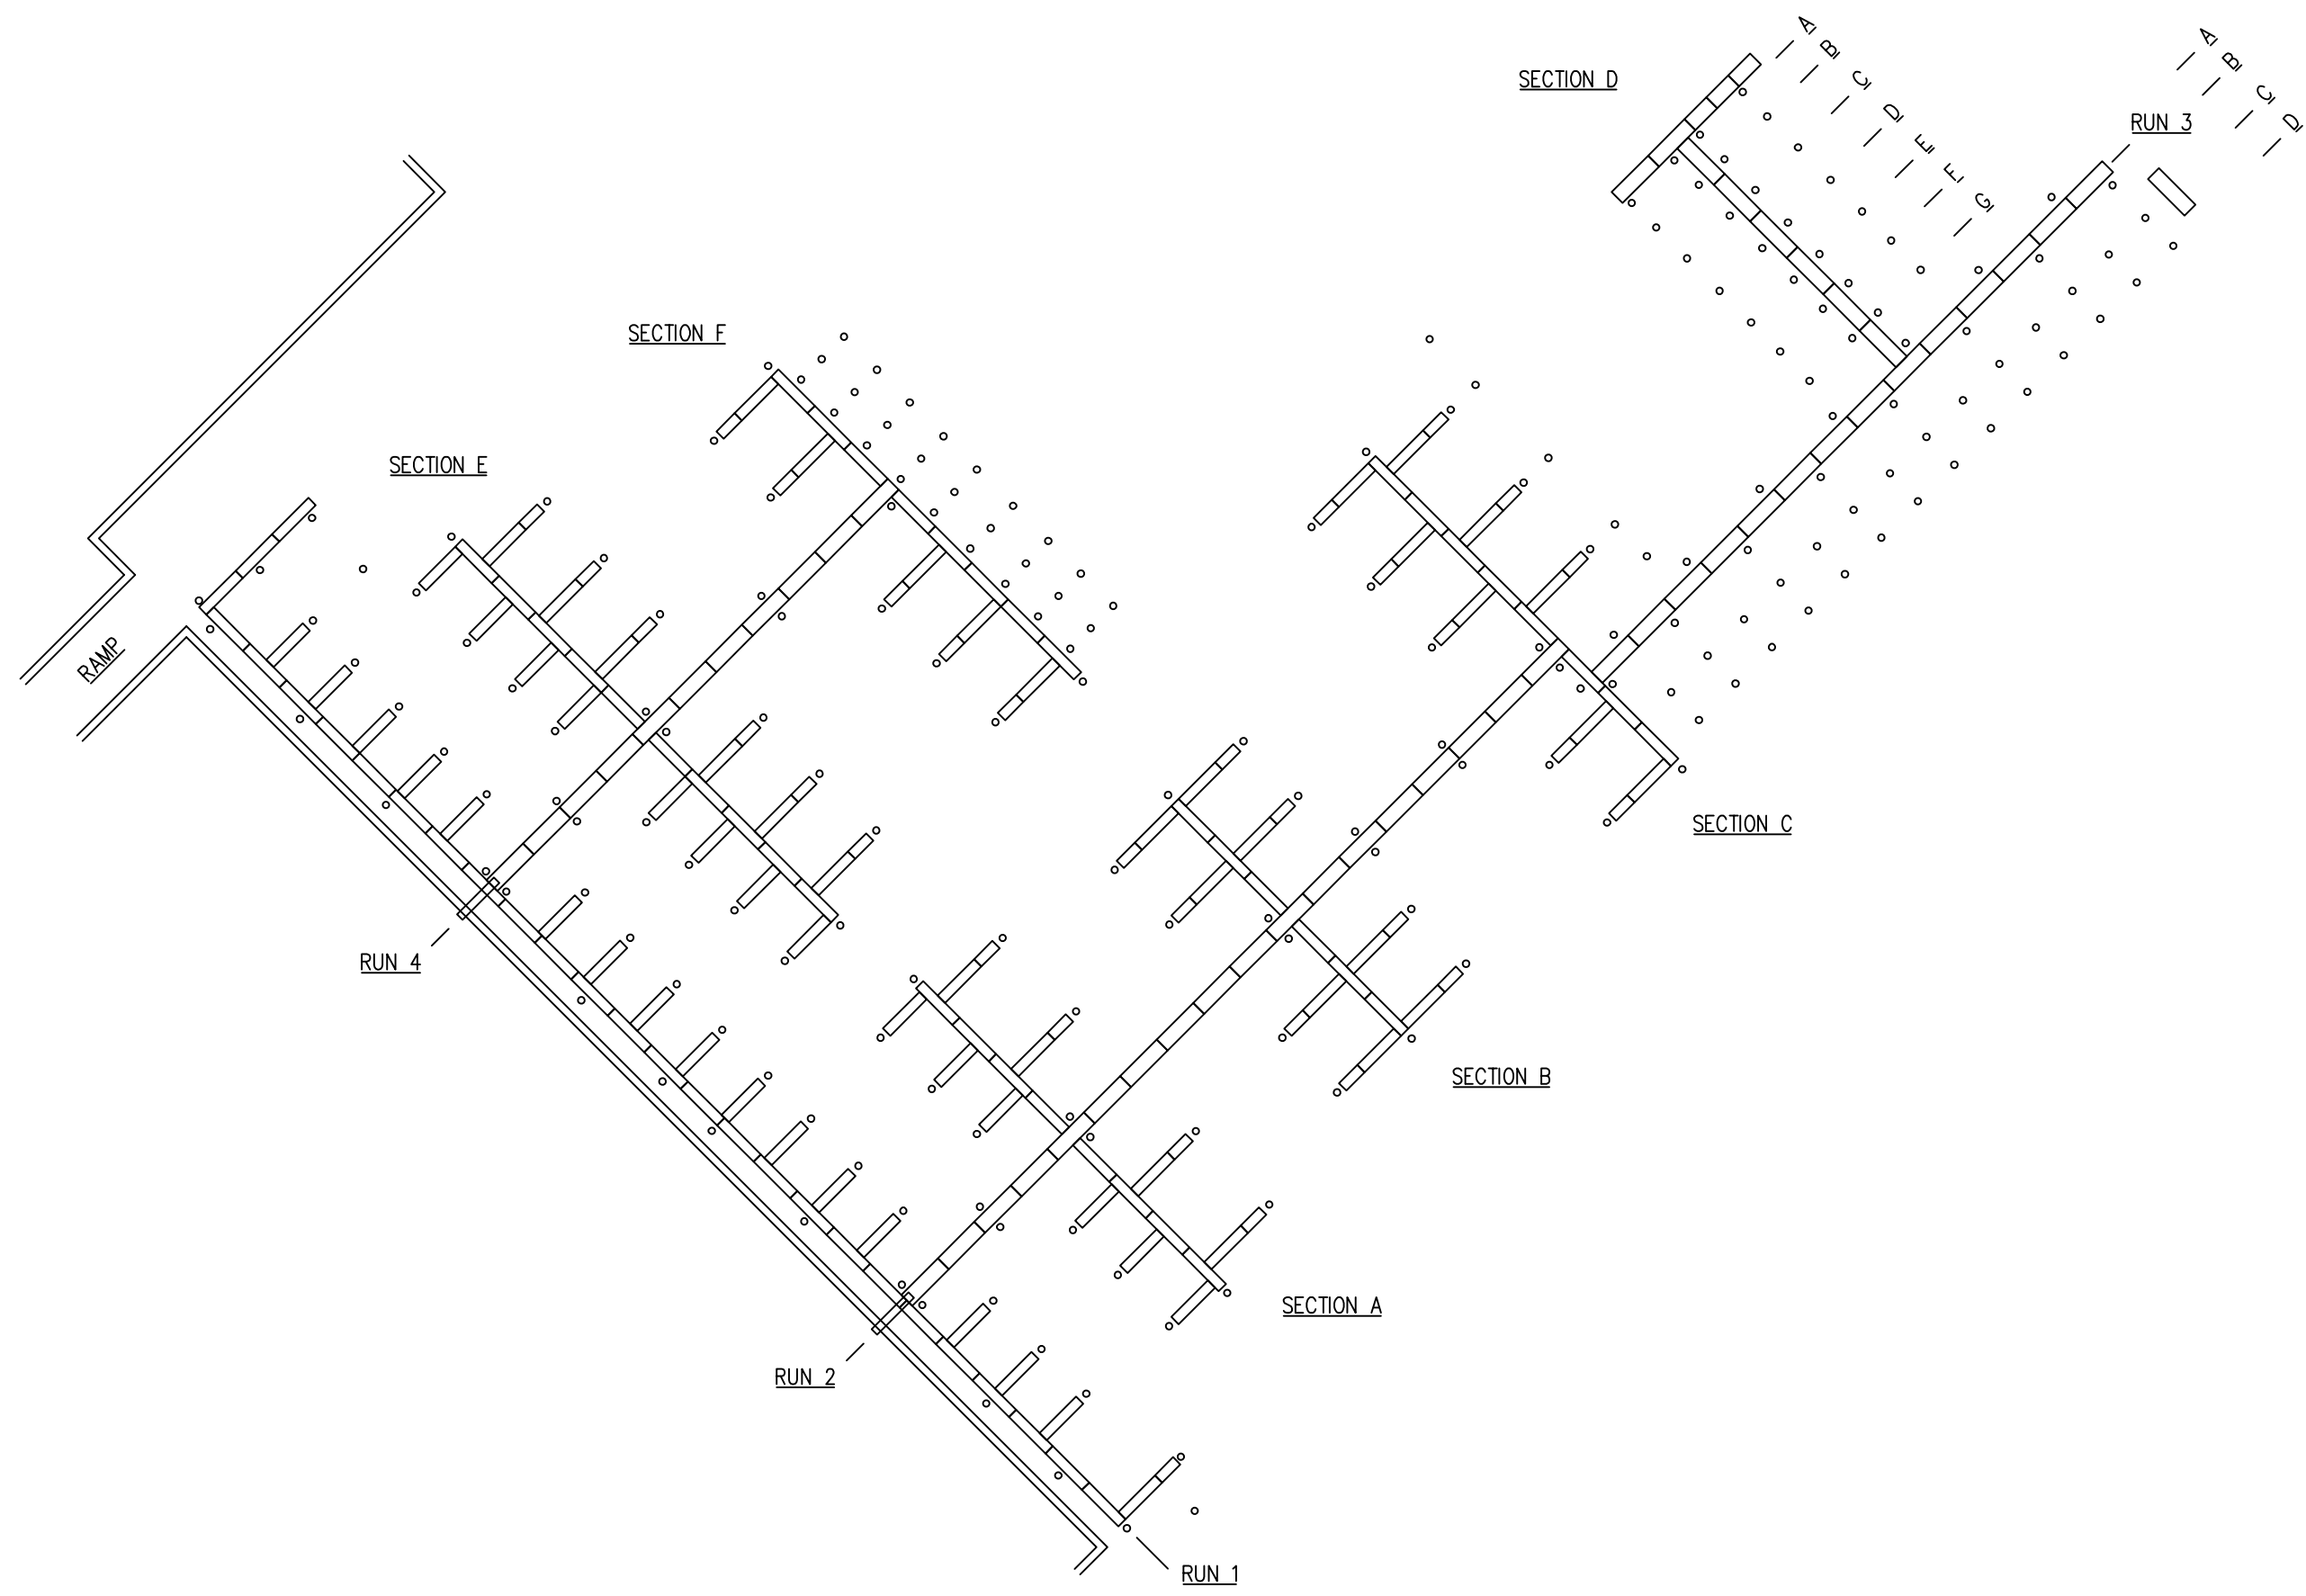 A
B
C
D
E
F
G
A
B
C
D
SECTION D
RUN 3
SECTION F
SECTION E
RAMP
SECTION C
RUN 4
SECTION B
SECTION A
RUN 2
RUN 1